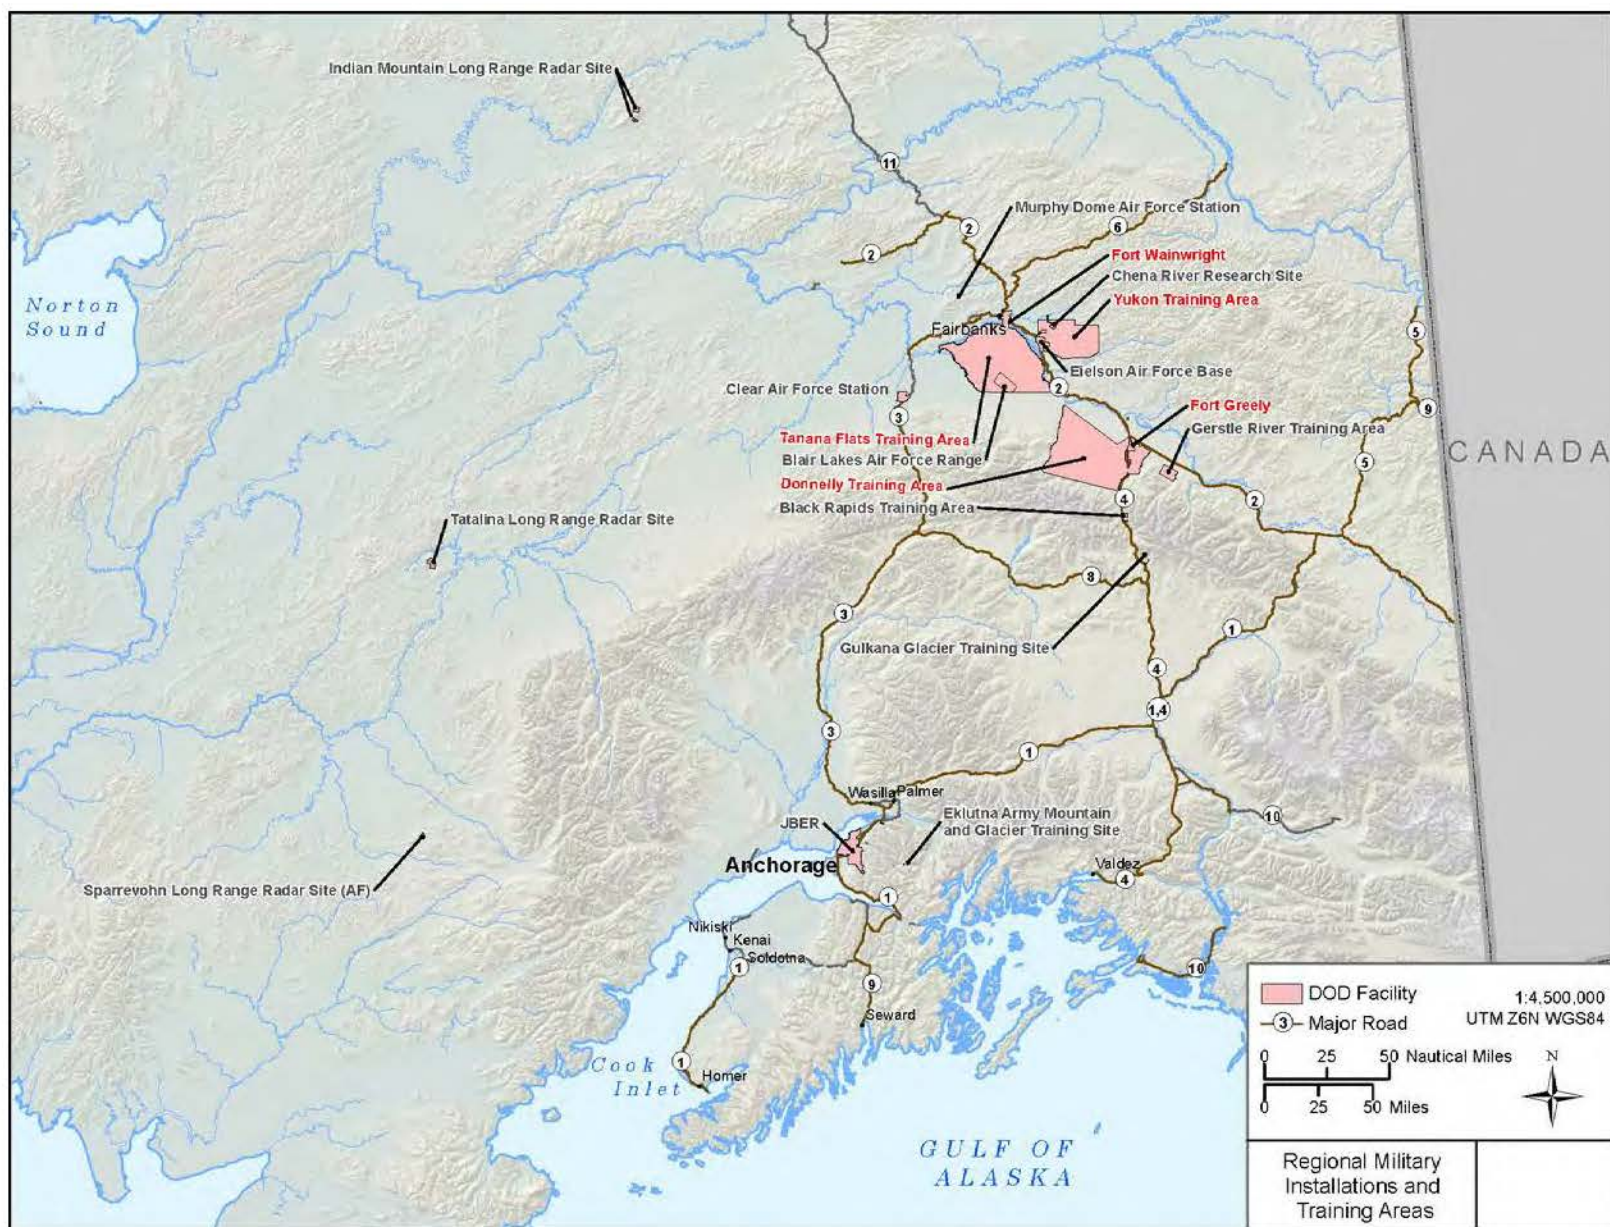 Indian Mountain Long Range Radar Site
11
Murphy Dome Air Force Station
2
6
2
Fort Wainwright
Chena River Research Site
Yukon Training Area
Norton
Sound
Fairbanks
5
Eielson Air Force Base
Clear Air Force Station
2
3
Fort Greely
9
Gerstle River Training Area
Tanana Flats Training Area
Blair Lakes Air Force Range
CANADA
5
Donnelly Training Area
4
2
Black Rapids Training Area
Tatalina Long Range Radar Site
8
3
1
Gulkana Glacier Training Site
4
1,4
3
1
Wasilla
Palmer
JBER
Eklutna Army Mountain
and Glacier Training Site
10
Anchorage
Valdez
4
Sparrevohn Long Range Radar Site (AF)
1
Nikiski
Kenai
Soldotna
1
10
9
Seward
Cook
Inlet
1
Homer
GULF OF
ALASKA
DOD Facility
1:4,500,000
3
Major Road
UTM Z6N WGS84
0 25 50 Nautical Miles
N
0 25 50 Miles
Regional Military
Installations and
Training Areas